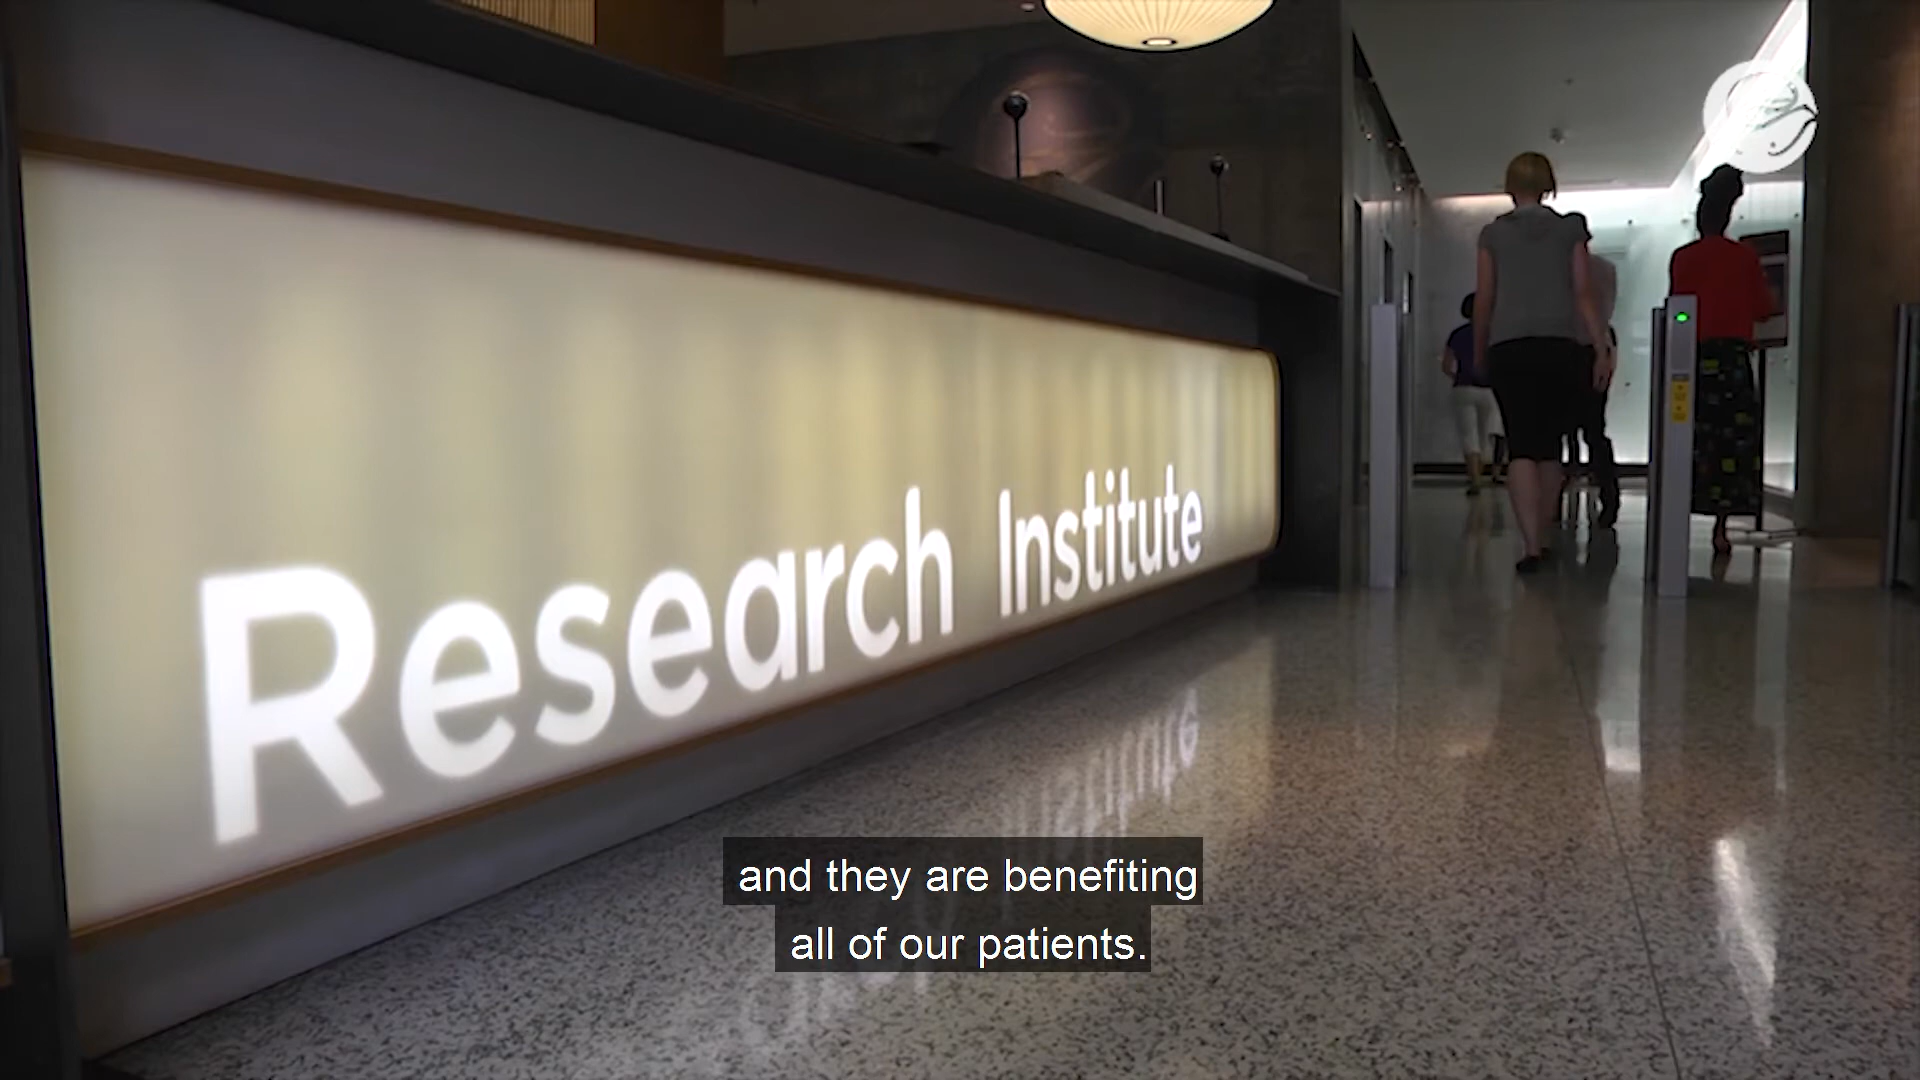 Research Institute
and they are benefiting
all of our patients.